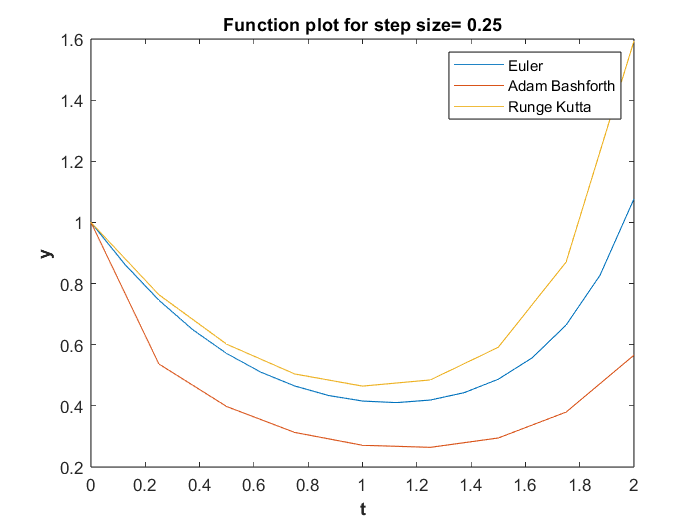 Function plot for step size= 0.25
1.6
1.4
1.2
1
0.8
0.6
0.4
0.2
y
Euler
Adam Bashforth
Runge Kutta
0 0.2 0.4 0.6 0.8 1 1.2 1.4 1.6 1.8 2
t